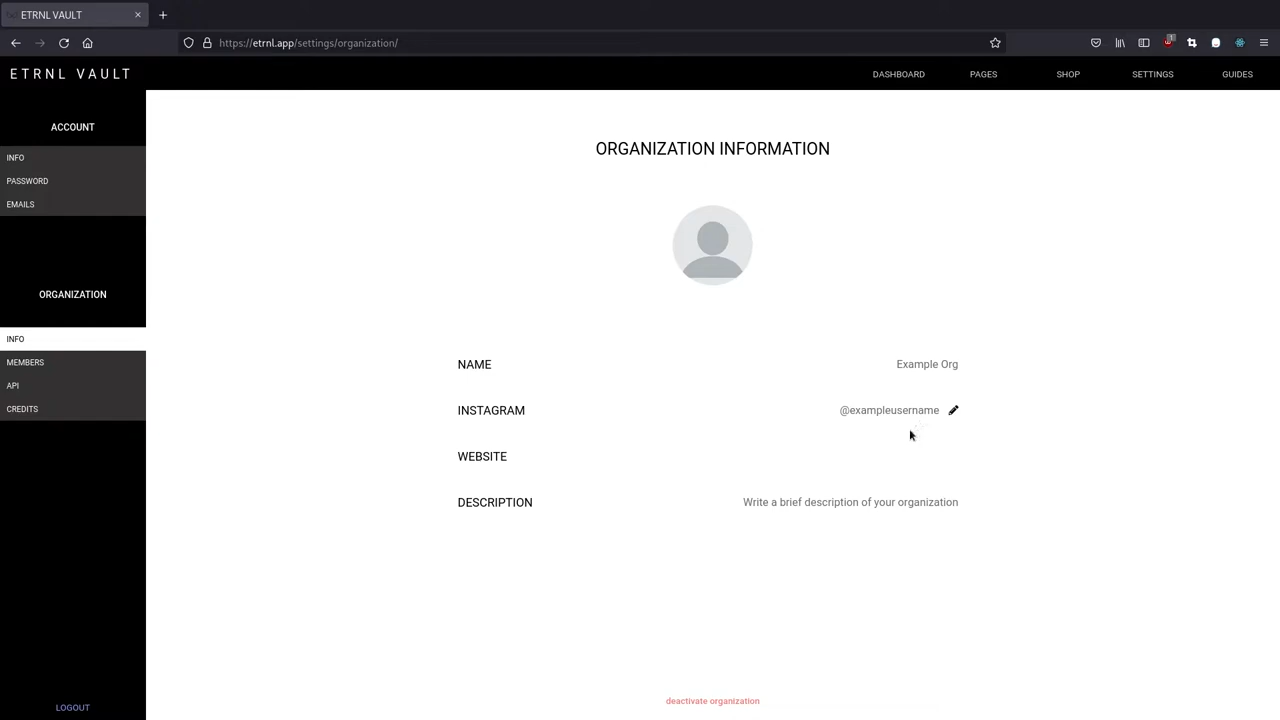 ETRNL VAULT
https://etrnl.app/settings/organization/
1
ETRNL VAULT
DASHBOARD
PAGES
SHOP
SETTINGS
GUIDES
ACCOUNT
INFO
PASSWORD
EMAILS
ORGANIZATION
INFO
MEMBERS
API
CREDITS
LOGOUT
ORGANIZATION INFORMATION
NAME Example Org
INSTAGRAM @exampleusername
WEBSITE
DESCRIPTION Write a brief description of your organization
deactivate organization